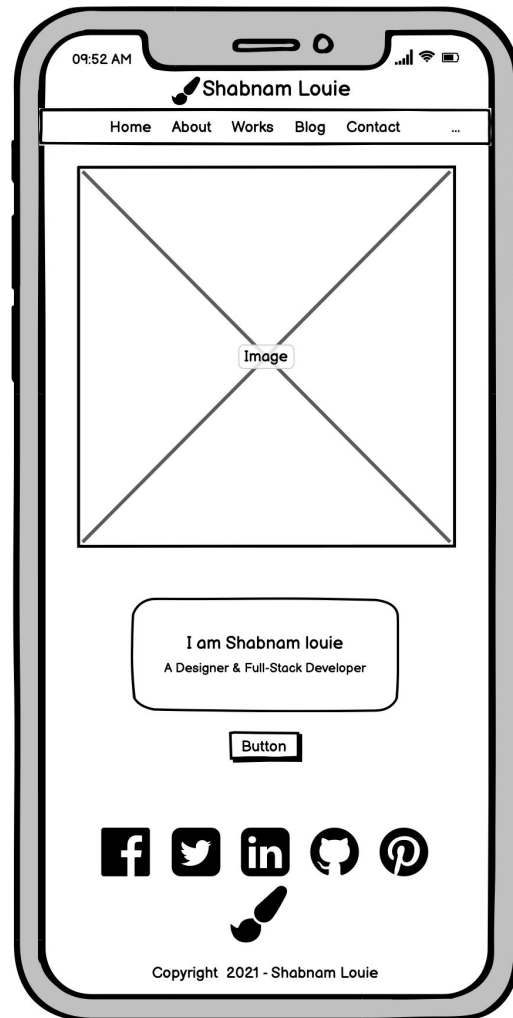 09:52 AM
Shabnam Louie
Home About Works Blog Contact ...
Image
I am Shabnam louie
A Designer & Full-Stack Developer
Button
f in
Copyright 2021 - Shabnam Louie